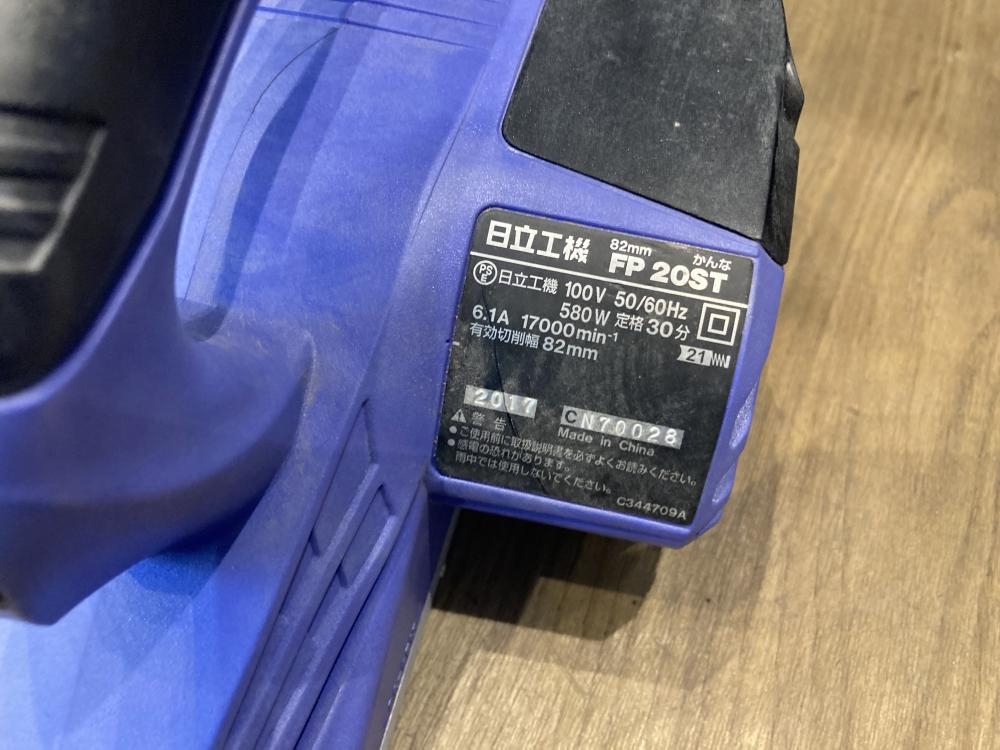 日立工機 82mm かんな
FP 20ST
PSE 日立工機 100V 50/60Hz
580W 定格 30分
6.1A 17000min⁻¹
有効切削幅 82mm
21
2017 CN70028
Made in China
⚠ 警告
●ご使用前に取扱説明書を必ずよくお読みください。
●感電の恐れがあります。
雨中では使用しないでください。
C344709A